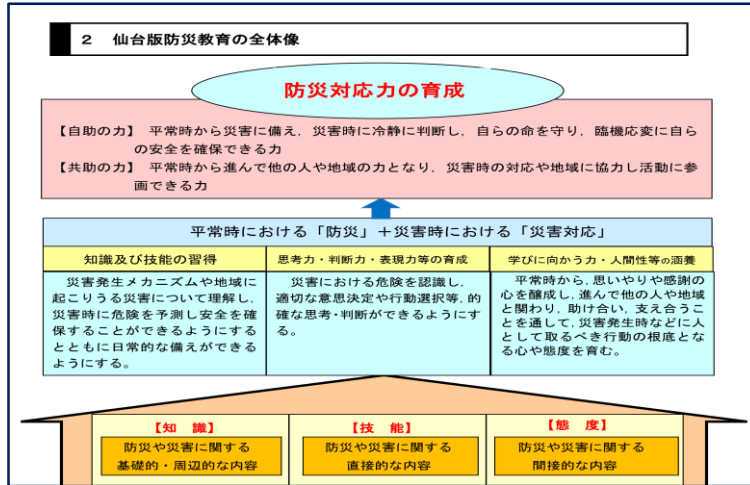 2 仙台版防災教育の全体像
防災対応力の育成
【自助の力】 平常時から災害に備え，災害時に冷静に判断し，自らの命を守り，臨機応変に自ら
の安全を確保できる力
【共助の力】 平常時から進んで他の人や地域の力となり，災害時の対応や地域に協力し活動に参
画できる力
平常時における「防災」＋災害時における「災害対応」
知識及び技能の習得
災害発生メカニズムや地域に
起こりうる災害について理解し，
災害時に危険を予測し安全を確
保することができるようにする
とともに日常的な備えができる
ようにする。
思考力・判断力・表現力等の育成
災害における危険を認識し，
適切な意思決定や行動選択等，的
確な思考・判断ができるようにす
る。
学びに向かう力・人間性等の涵養
平常時から，思いやりや感謝の
心を醸成し，進んで他の人や地域
と関わり，助け合い，支え合うこ
とを通して，災害発生時などに人
として取るべき行動の根底とな
る心や態度を育む。
【知 識】
防災や災害に関する
基礎的・周辺的な内容
【技 能】
防災や災害に関する
直接的な内容
【態 度】
防災や災害に関する
間接的な内容